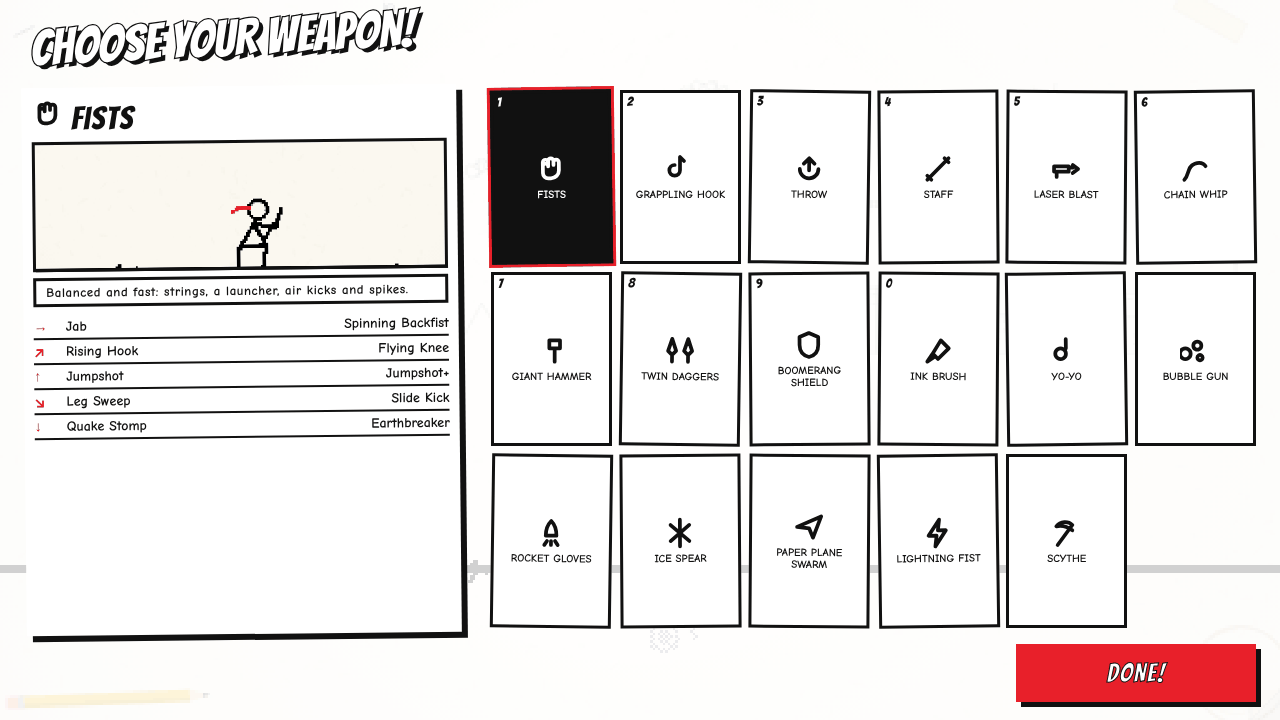 CHOOSE YOUR WEAPON!
FISTS
Balanced and fast: strings, a launcher, air kicks and spikes.
→ Jab Spinning Backfist
↗ Rising Hook Flying Knee
↑ Jumpshot Jumpshot+
↘ Leg Sweep Slide Kick
↓ Quake Stomp Earthbreaker
1
FISTS
2
GRAPPLING HOOK
3
THROW
4
STAFF
5
LASER BLAST
6
CHAIN WHIP
7
GIANT HAMMER
8
TWIN DAGGERS
9
BOOMERANG
SHIELD
0
INK BRUSH
YO-YO
BUBBLE GUN
ROCKET GLOVES
ICE SPEAR
PAPER PLANE
SWARM
LIGHTNING FIST
SCYTHE
DONE!